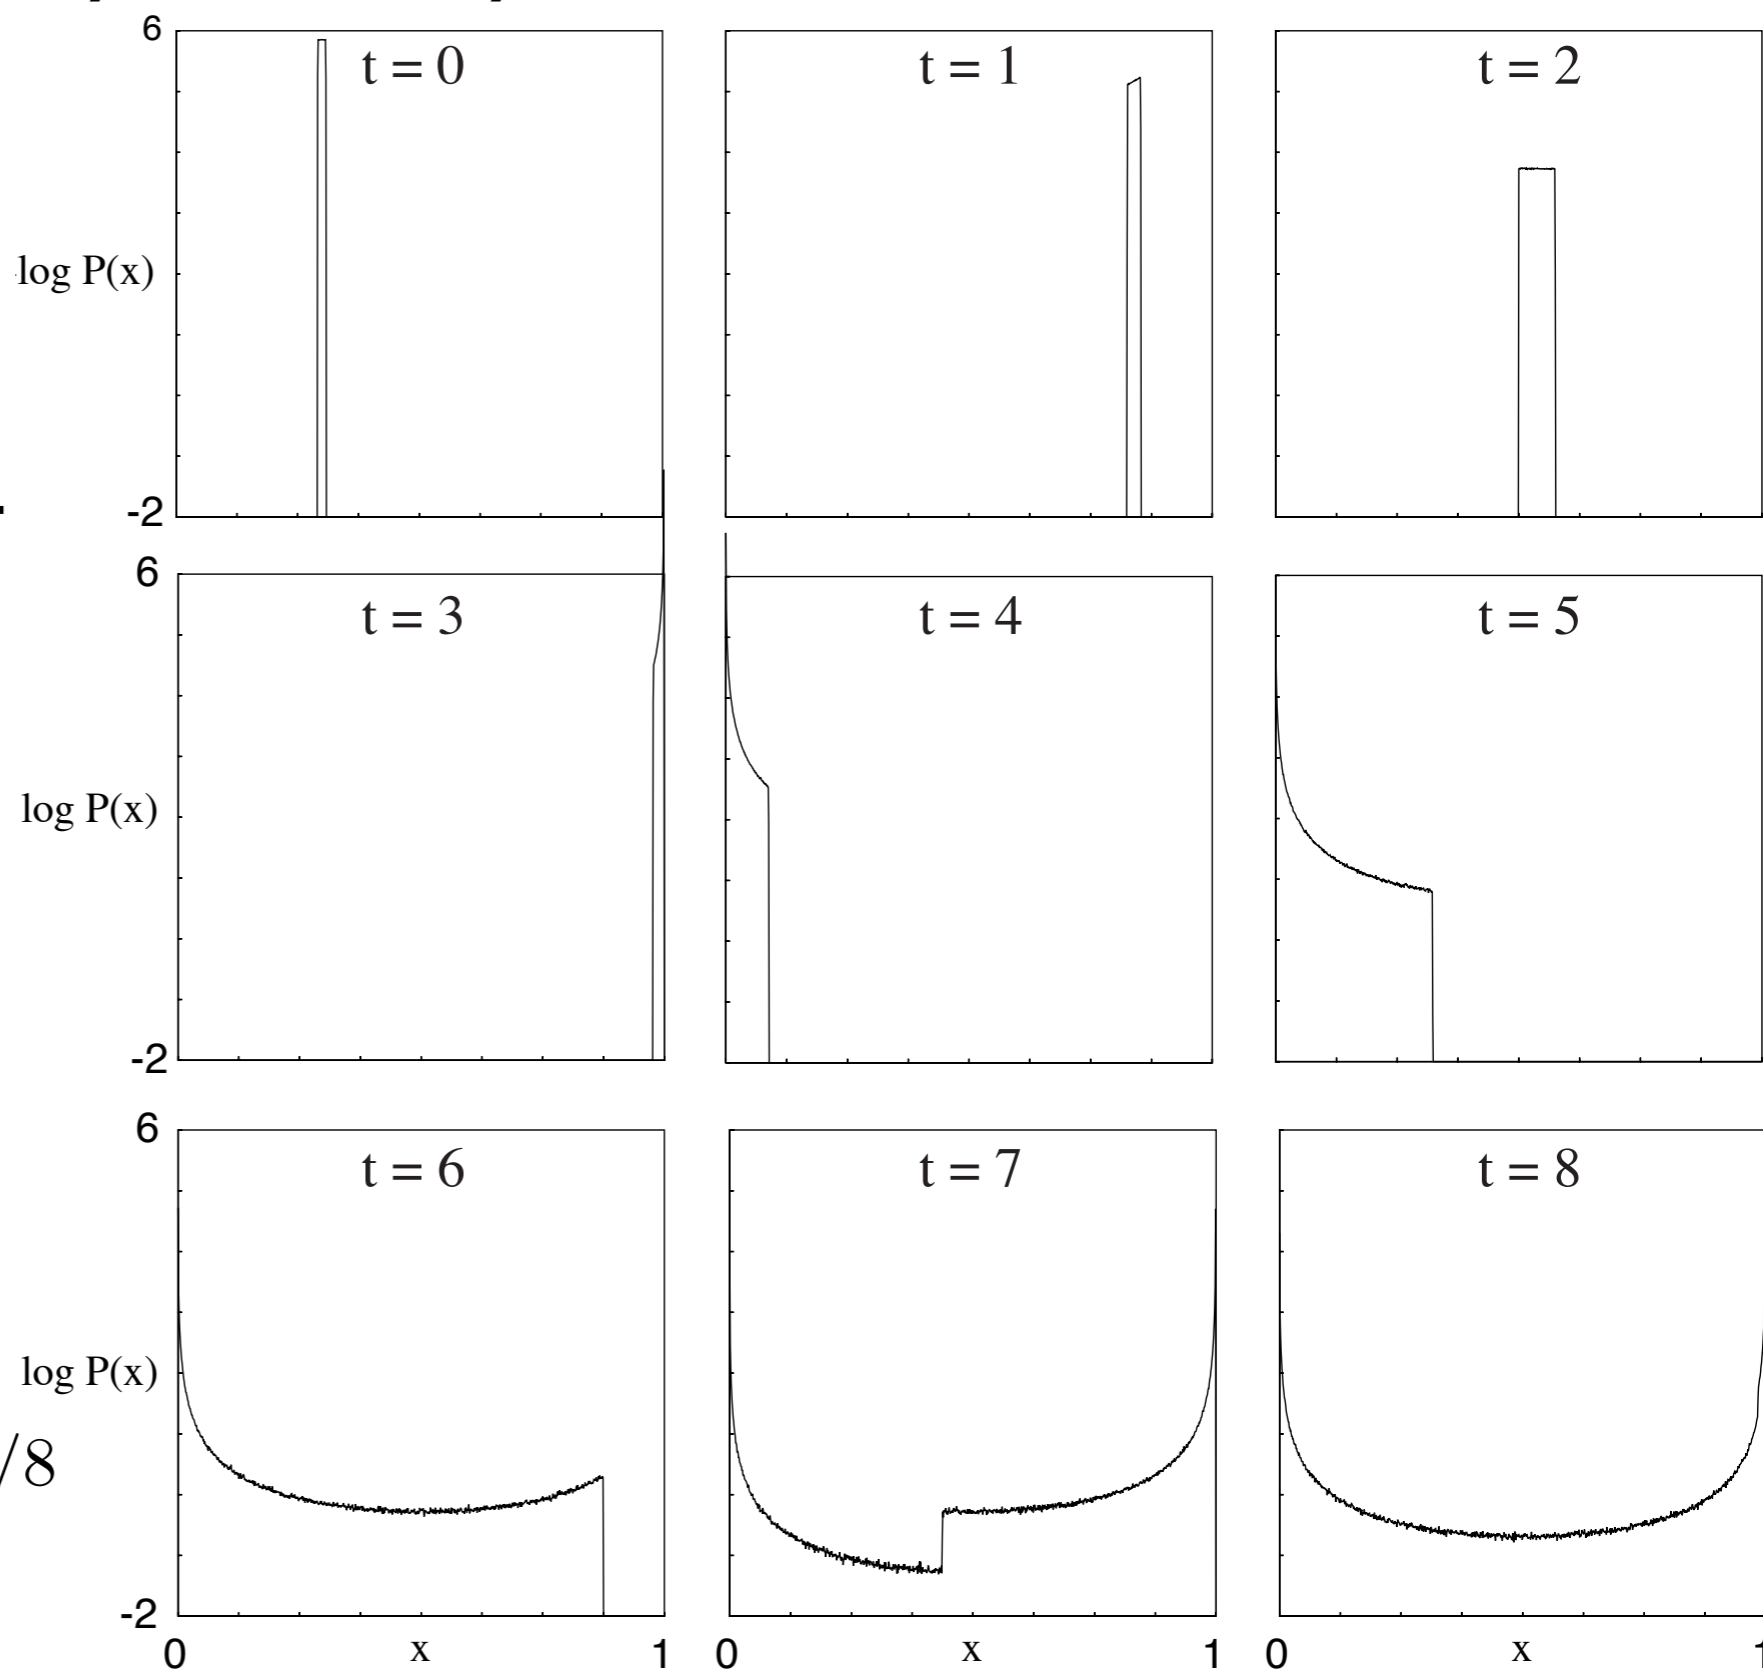 6
t = 0
t = 1
t = 2
log P(x)
-2
6
t = 3
t = 4
t = 5
log P(x)
-2
6
t = 6
t = 7
t = 8
log P(x)
/8
-2
0 x 1
0 x 1
0 x 1